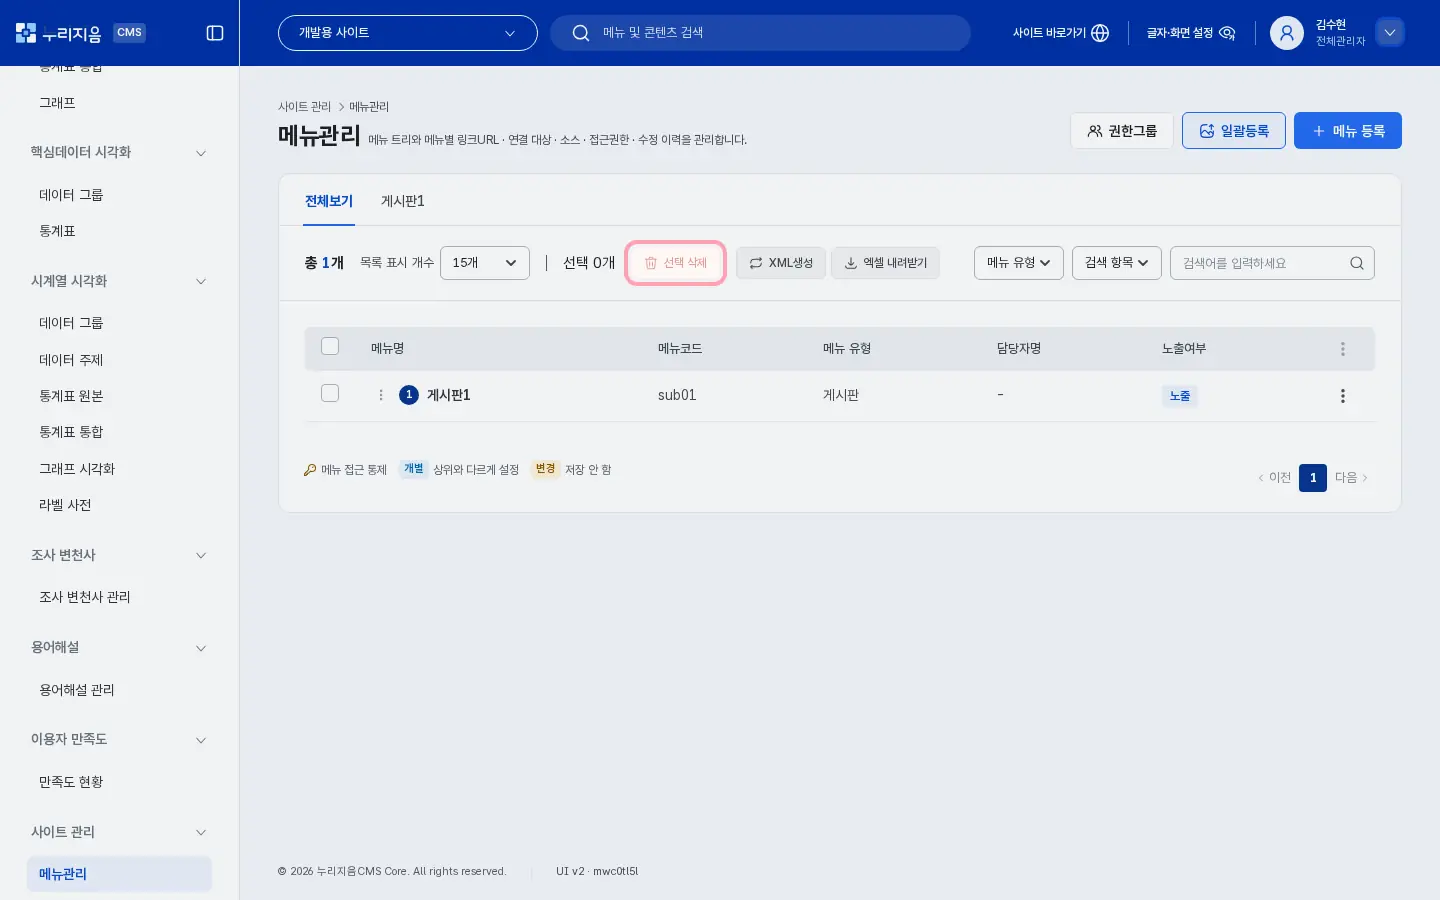 누리지음 CMS
개발용 사이트
메뉴 및 콘텐츠 검색
사이트 바로가기
글자·화면 설정
김수현
전체관리자
통계표 통합
그래프
핵심데이터 시각화
데이터 그룹
통계표
시계열 시각화
데이터 그룹
데이터 주제
통계표 원본
통계표 통합
그래프 시각화
라벨 사전
조사 변천사
조사 변천사 관리
용어해설
용어해설 관리
이용자 만족도
만족도 현황
사이트 관리
메뉴관리
사이트 관리 > 메뉴관리
메뉴관리 메뉴 트리와 메뉴별 링크URL · 연결 대상 · 소스 · 접근권한 · 수정 이력을 관리합니다.
권한그룹
일괄등록
메뉴 등록
전체보기 게시판1
총 1개 목록 표시 개수 15개 선택 0개 선택 삭제 XML생성 엑셀 내려받기 메뉴 유형 검색 항목 검색어를 입력하세요
메뉴명 메뉴코드 메뉴 유형 담당자명 노출여부
1 게시판1 sub01 게시판 - 노출
메뉴 접근 통제 개별 상위와 다르게 설정 변경 저장 안 함
이전 1 다음
© 2026 누리지음CMS Core. All rights reserved. UI v2 · mwc0tl5l